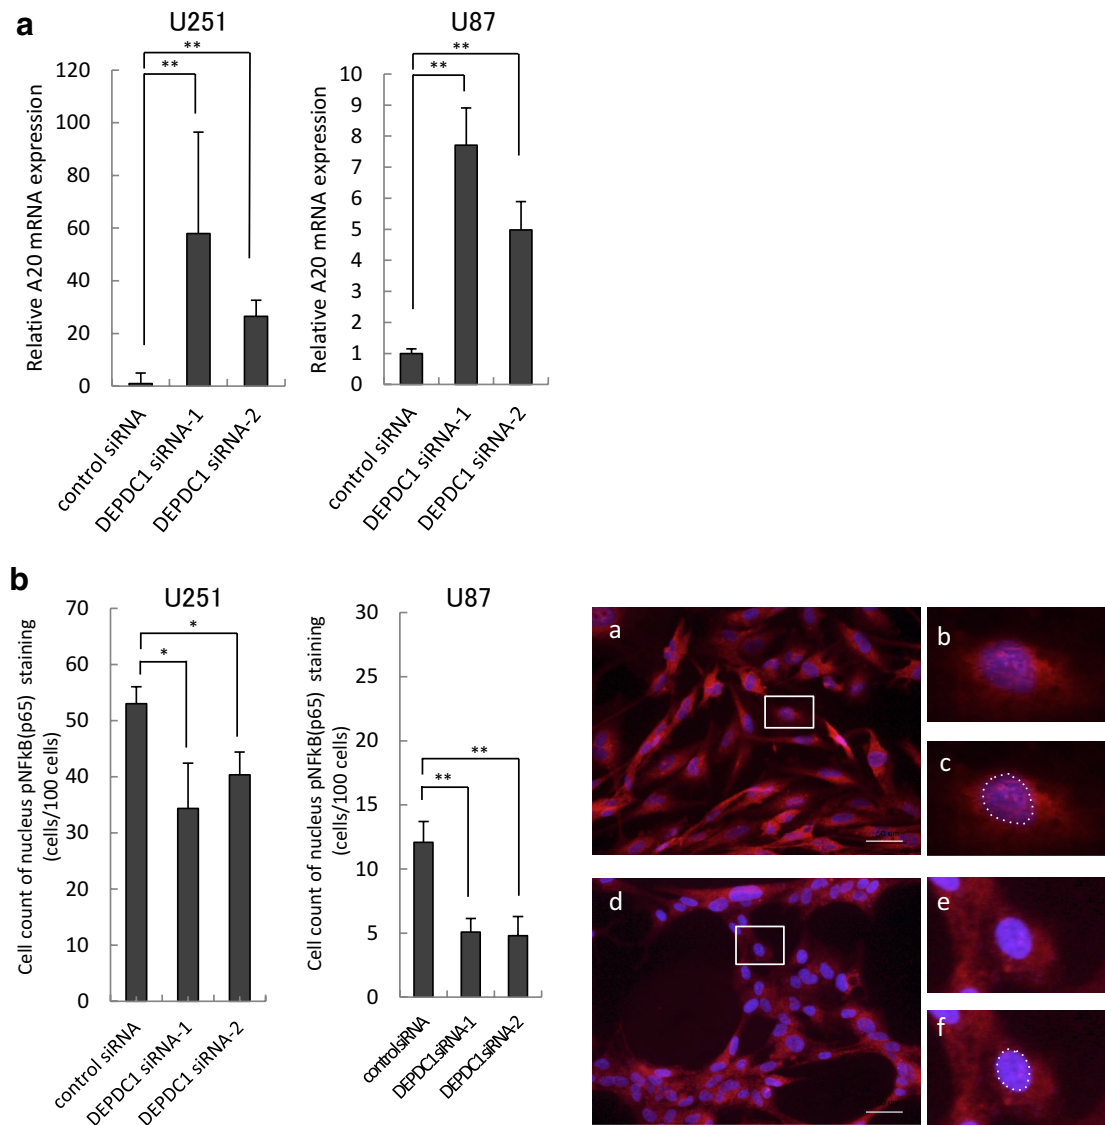 a
U251
U87
**
**
**
**
Relative A20 mRNA expression
120
100
80
60
40
20
0
control siRNA
DEPDC1 siRNA-1
DEPDC1 siRNA-2
Relative A20 mRNA expression
10
9
8
7
6
5
4
3
2
1
0
control siRNA
DEPDC1 siRNA-1
DEPDC1 siRNA-2
b
U251
*
*
Cell count of nucleus pNFkB(p65) staining
(cells/100 cells)
70
60
50
40
30
20
10
0
control siRNA
DEPDC1 siRNA-1
DEPDC1 siRNA-2
U87
**
**
Cell count of nucleus pNFkB(p65) staining
(cells/100 cells)
30
25
20
15
10
5
0
controlsiRNA
DEPDC1siRNA-1
DEPDC1siRNA-2
a
b
c
d
e
f